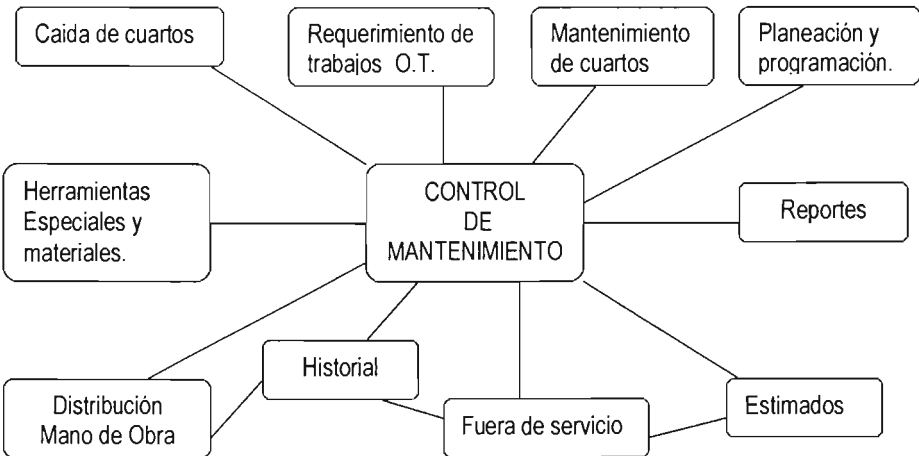 Caida de cuartos
Requerimiento de
trabajos O.T.
Mantenimiento
de cuartos
Planeación y
programación.
Herramientas
Especiales y
materiales.
CONTROL
DE
MANTENIMIENTO
Reportes
Distribución
Mano de Obra
Historial
Fuera de servicio
Estimados